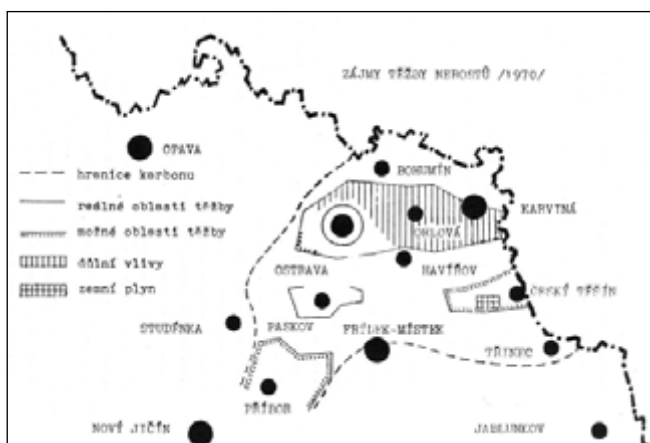 ZÁJMY TĚŽBY NEROSTŮ /1970/
OPAVA
BOHUMÍN
hrenice karbonu
KARVINÁ
reálné oblasti těžby
možné oblasti těžby
ORLOVÁ
důlní vlivy
OSTRAVA
HAVÍŘOV
zemní plyn
ČESKÝ TĚŠÍN
STUDÉNKA
PASKOV
FRÝDEK-MÍSTEK
TŘINEC
PŘÍBOR
NOVÝ JIČÍN
JABLUNKOV